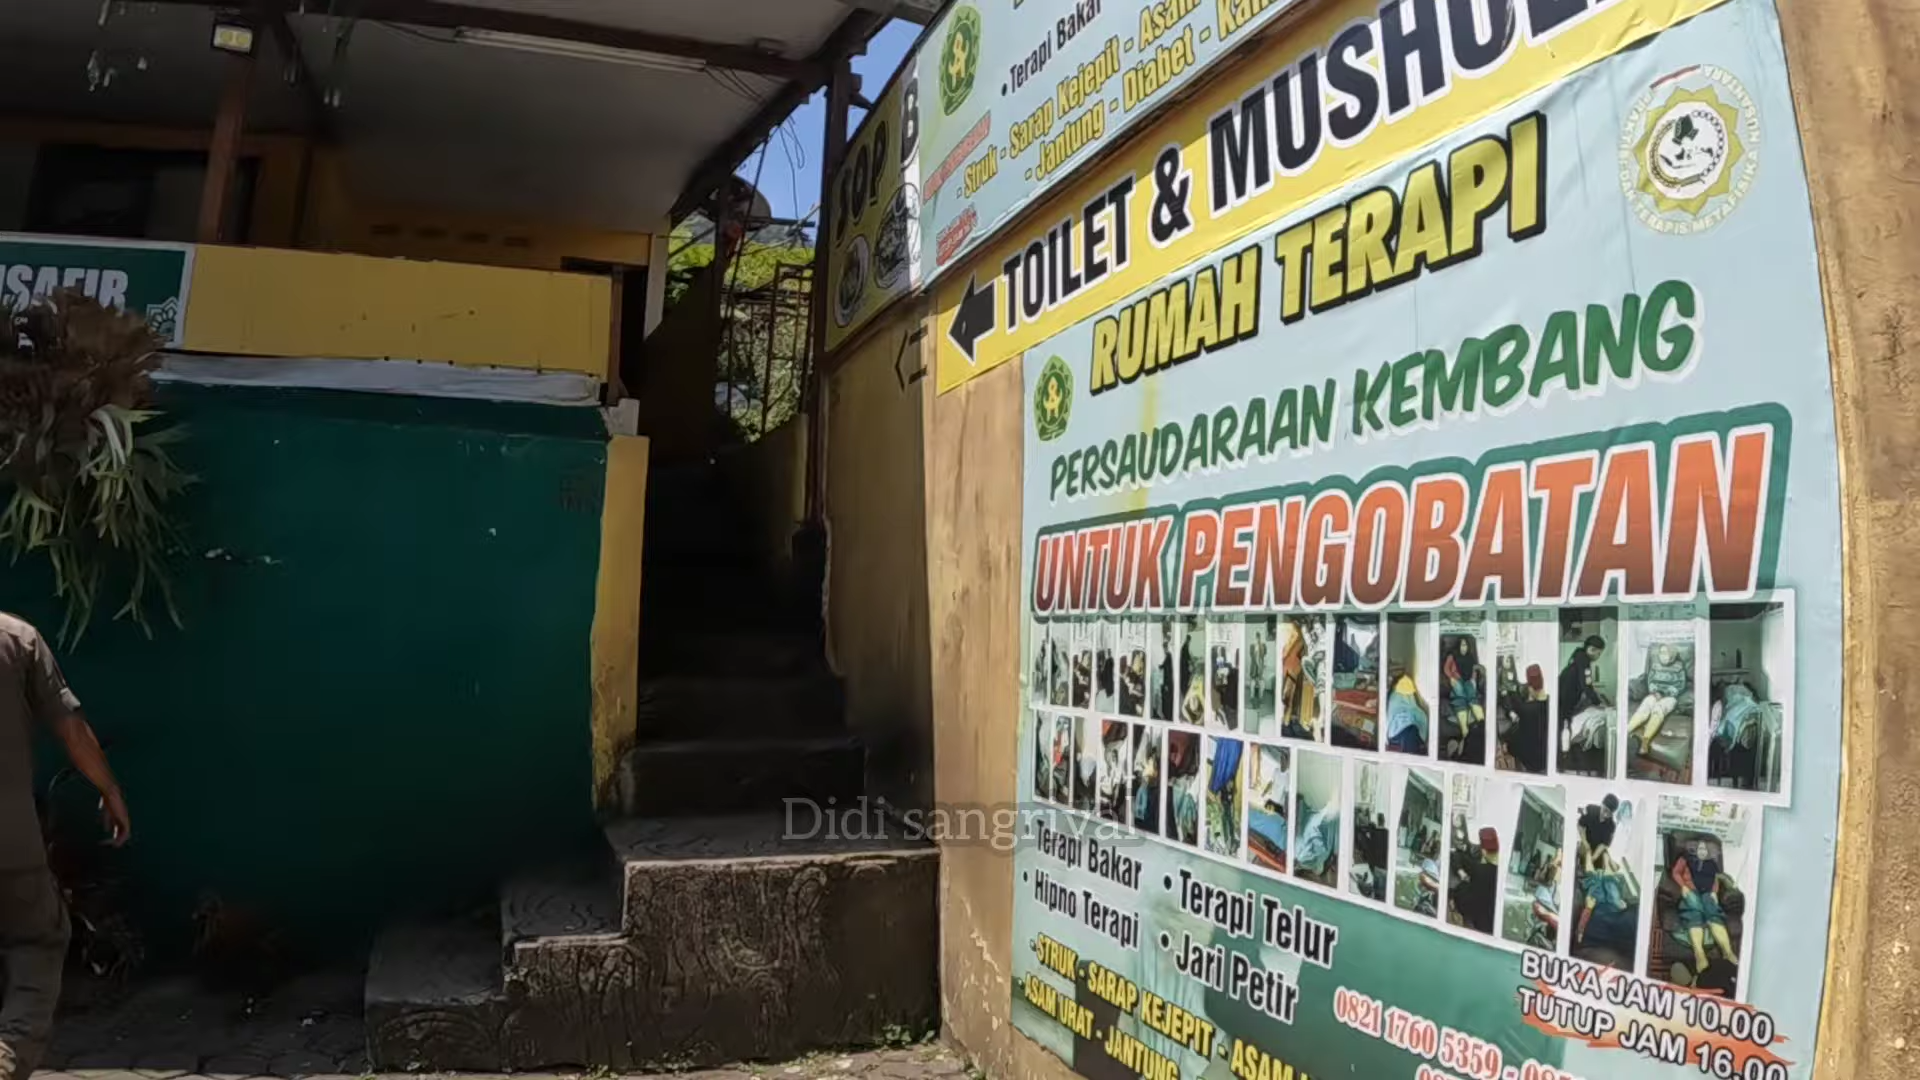 SOP B
• Terapi Bakar
- Struk - Sarap Kejepit - Asam
- Jantung - Diabet -
TOILET & MUSHOL
RUMAH TERAPI
PERSAUDARAAN KEMBANG
UNTUK PENGOBATAN
Terapi Bakar
• Terapi Telur
• Hipno Terapi
• Jari Petir
- STRUK - SARAP KEJEPIT - ASAM
- ASAM URAT - JANTUNG
0821 1760 5359
BUKA JAM 10.00
TUTUP JAM 16.00
Didi sangrival